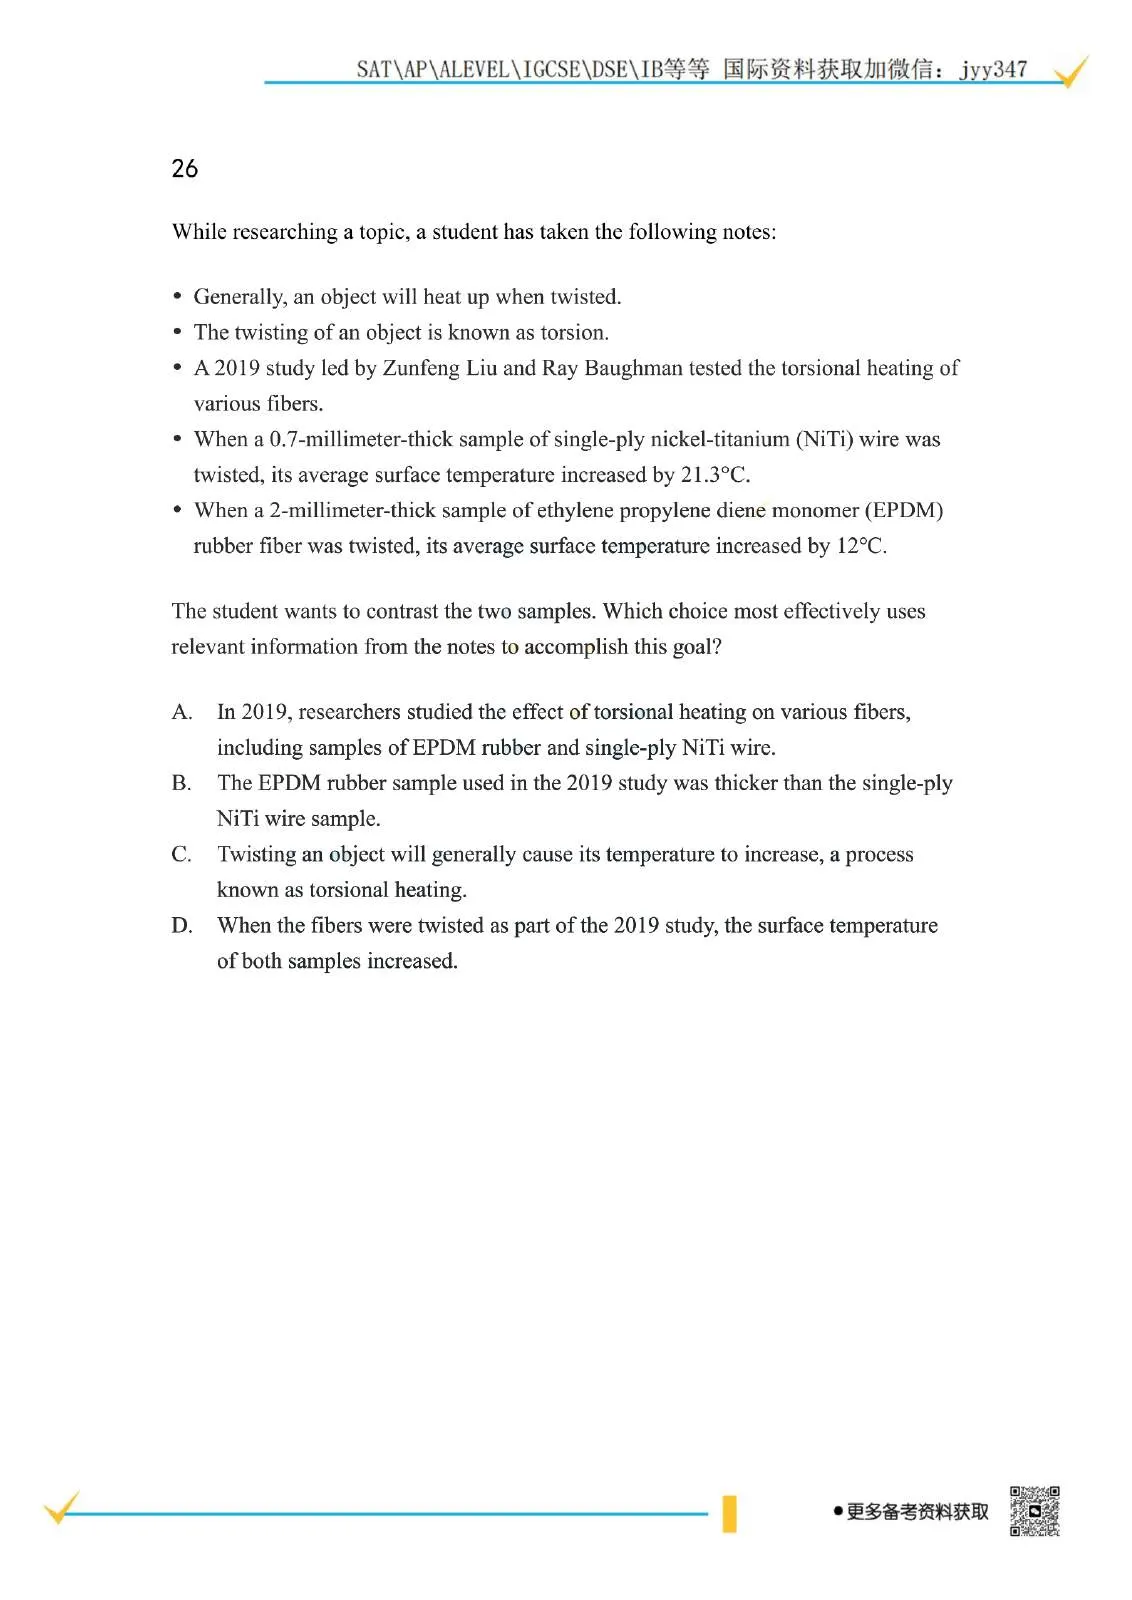 SAT\AP\ALEVEL\IGCSE\DSE\IB等等 国际资料获取加微信：jyy347
26
While researching a topic, a student has taken the following notes:
• Generally, an object will heat up when twisted.
• The twisting of an object is known as torsion.
• A 2019 study led by Zunfeng Liu and Ray Baughman tested the torsional heating of
various fibers.
• When a 0.7-millimeter-thick sample of single-ply nickel-titanium (NiTi) wire was
twisted, its average surface temperature increased by 21.3°C.
• When a 2-millimeter-thick sample of ethylene propylene diene monomer (EPDM)
rubber fiber was twisted, its average surface temperature increased by 12°C.
The student wants to contrast the two samples. Which choice most effectively uses
relevant information from the notes to accomplish this goal?
A. In 2019, researchers studied the effect of torsional heating on various fibers,
including samples of EPDM rubber and single-ply NiTi wire.
B. The EPDM rubber sample used in the 2019 study was thicker than the single-ply
NiTi wire sample.
C. Twisting an object will generally cause its temperature to increase, a process
known as torsional heating.
D. When the fibers were twisted as part of the 2019 study, the surface temperature
of both samples increased.
•更多备考资料获取